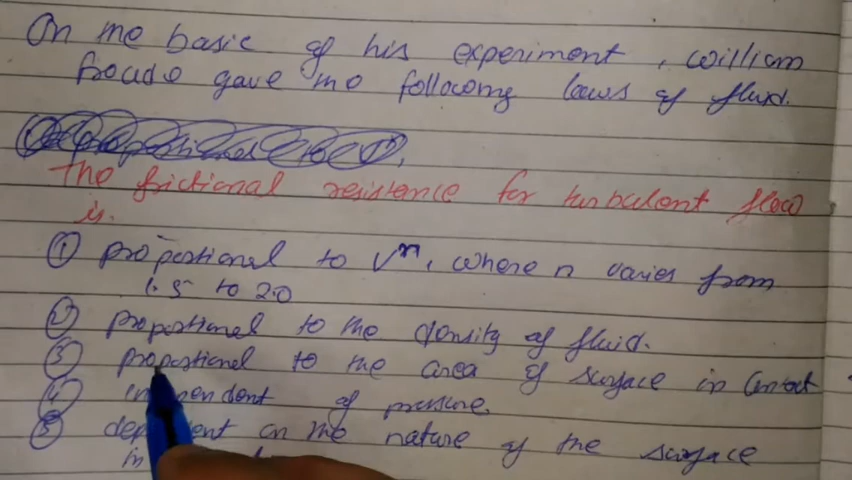 On the basic of his experiment, william
froude gave the following laws of fluid.
The frictional resistence for turbulent flow
is.
① proportional to Vⁿ, where n varies from
1.5 to 2.0
② proportional to the density of fluid.
③ proportional to the area of surface in Contact
④ independent of pressure.
⑤ dependent on the nature of the surface
in